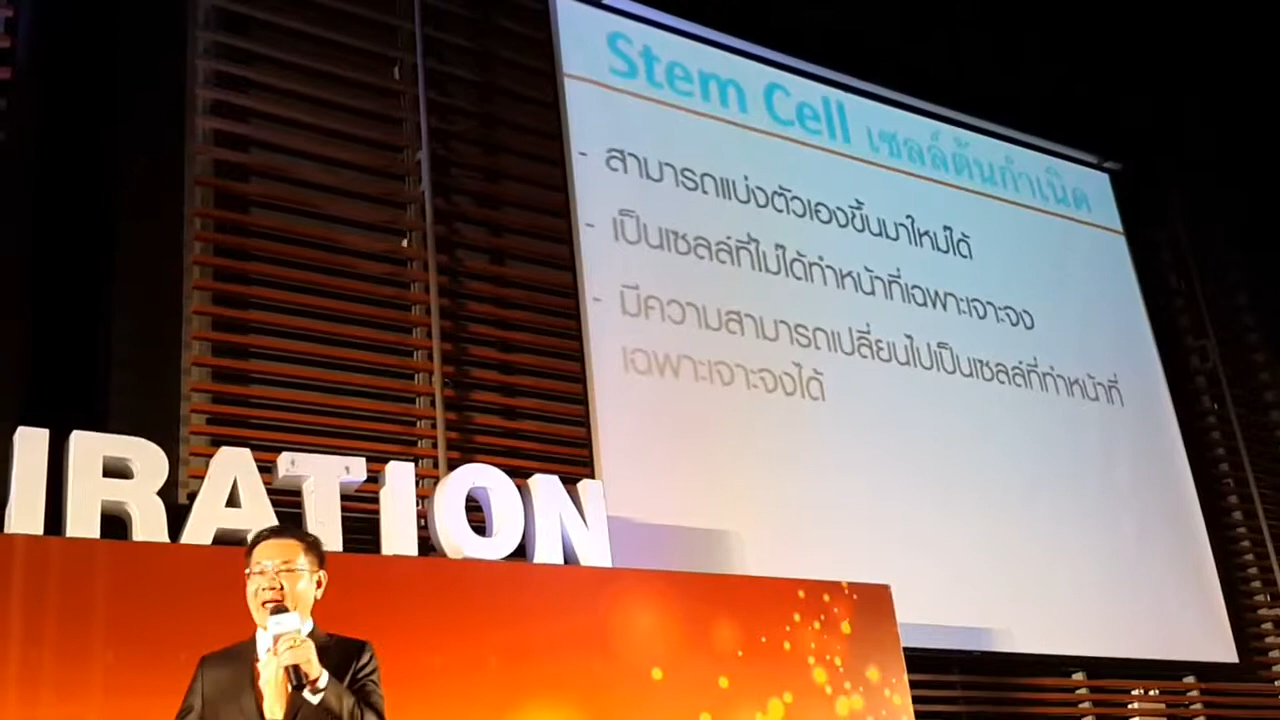 Stem Cell เซลล์ต้นกำเนิด
- สามารถแบ่งตัวเองขึ้นมาใหม่ได้
- เป็นเซลล์ที่ไม่ได้ทำหน้าที่เฉพาะเจาะจง
- มีความสามารถเปลี่ยนไปเป็นเซลล์ที่ทำหน้าที่
เฉพาะเจาะจงได้
IRATION